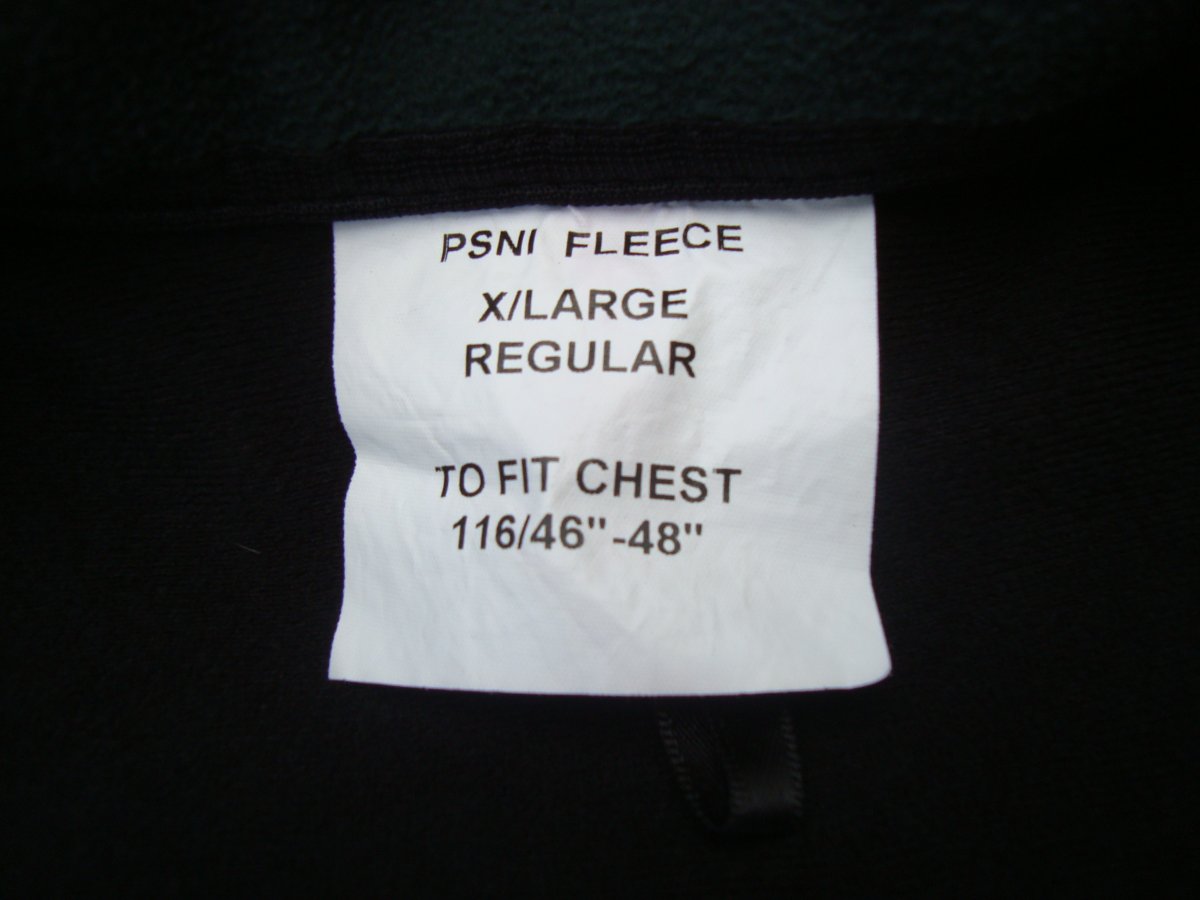 PSNI FLEECE
X/LARGE
REGULAR
TO FIT CHEST
116/46"-48"